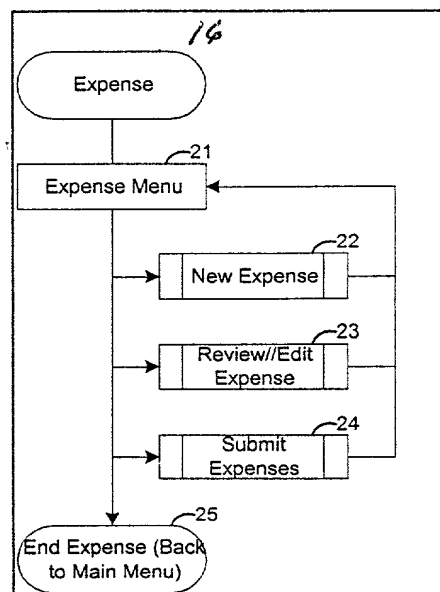 16
Expense
21
Expense Menu
22
New Expense
23
Review//Edit
Expense
24
Submit
Expenses
25
End Expense (Back
to Main Menu)